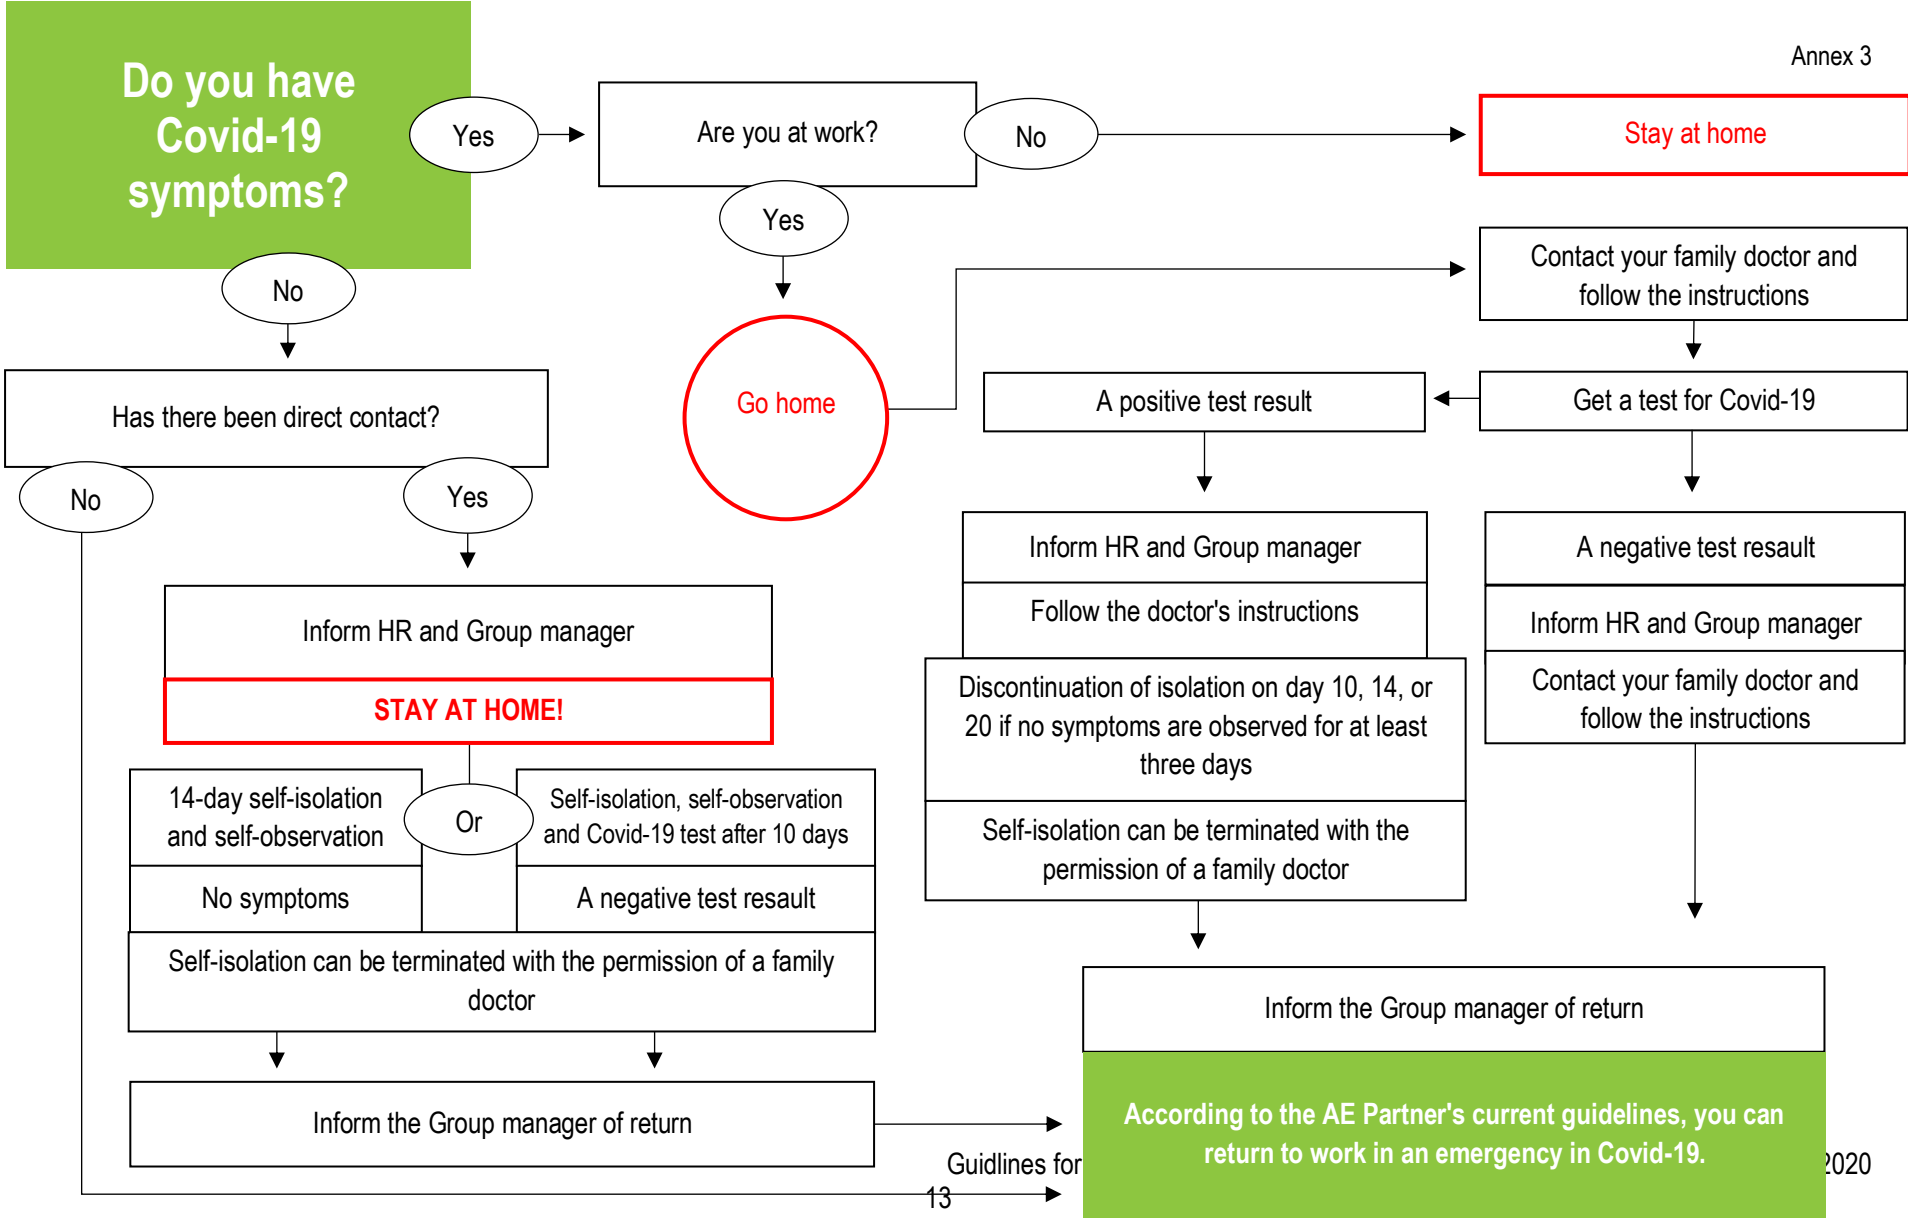 Annex 3
Do you have
Covid-19
symptoms?
Yes
Are you at work?
No
Stay at home
Yes
No
Contact your family doctor and
follow the instructions
Go home
Has there been direct contact?
A positive test result
Get a test for Covid-19
No
Yes
Inform HR and Group manager
A negative test resault
Follow the doctor's instructions
Inform HR and Group manager
Inform HR and Group manager
STAY AT HOME!
Discontinuation of isolation on day 10, 14, or
20 if no symptoms are observed for at least
three days
Contact your family doctor and
follow the instructions
14-day self-isolation
and self-observation
Or
Self-isolation, self-observation
and Covid-19 test after 10 days
Self-isolation can be terminated with the
permission of a family doctor
No symptoms
A negative test resault
Self-isolation can be terminated with the permission of a family
doctor
Inform the Group manager of return
Inform the Group manager of return
According to the AE Partner's current guidelines, you can
return to work in an emergency in Covid-19.
Guidlines for
2020
13